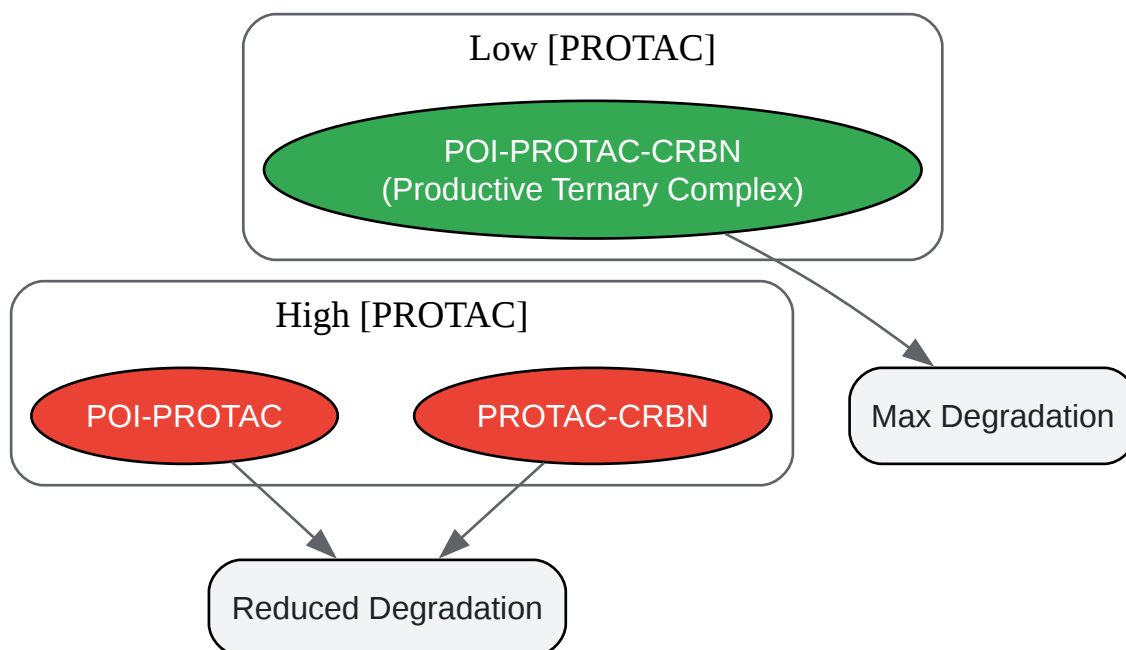 Low [PROTAC]
POI-PROTAC-CRBN
(Productive Ternary Complex)
High [PROTAC]
POI-PROTAC
PROTAC-CRBN
Max Degradation
Reduced Degradation